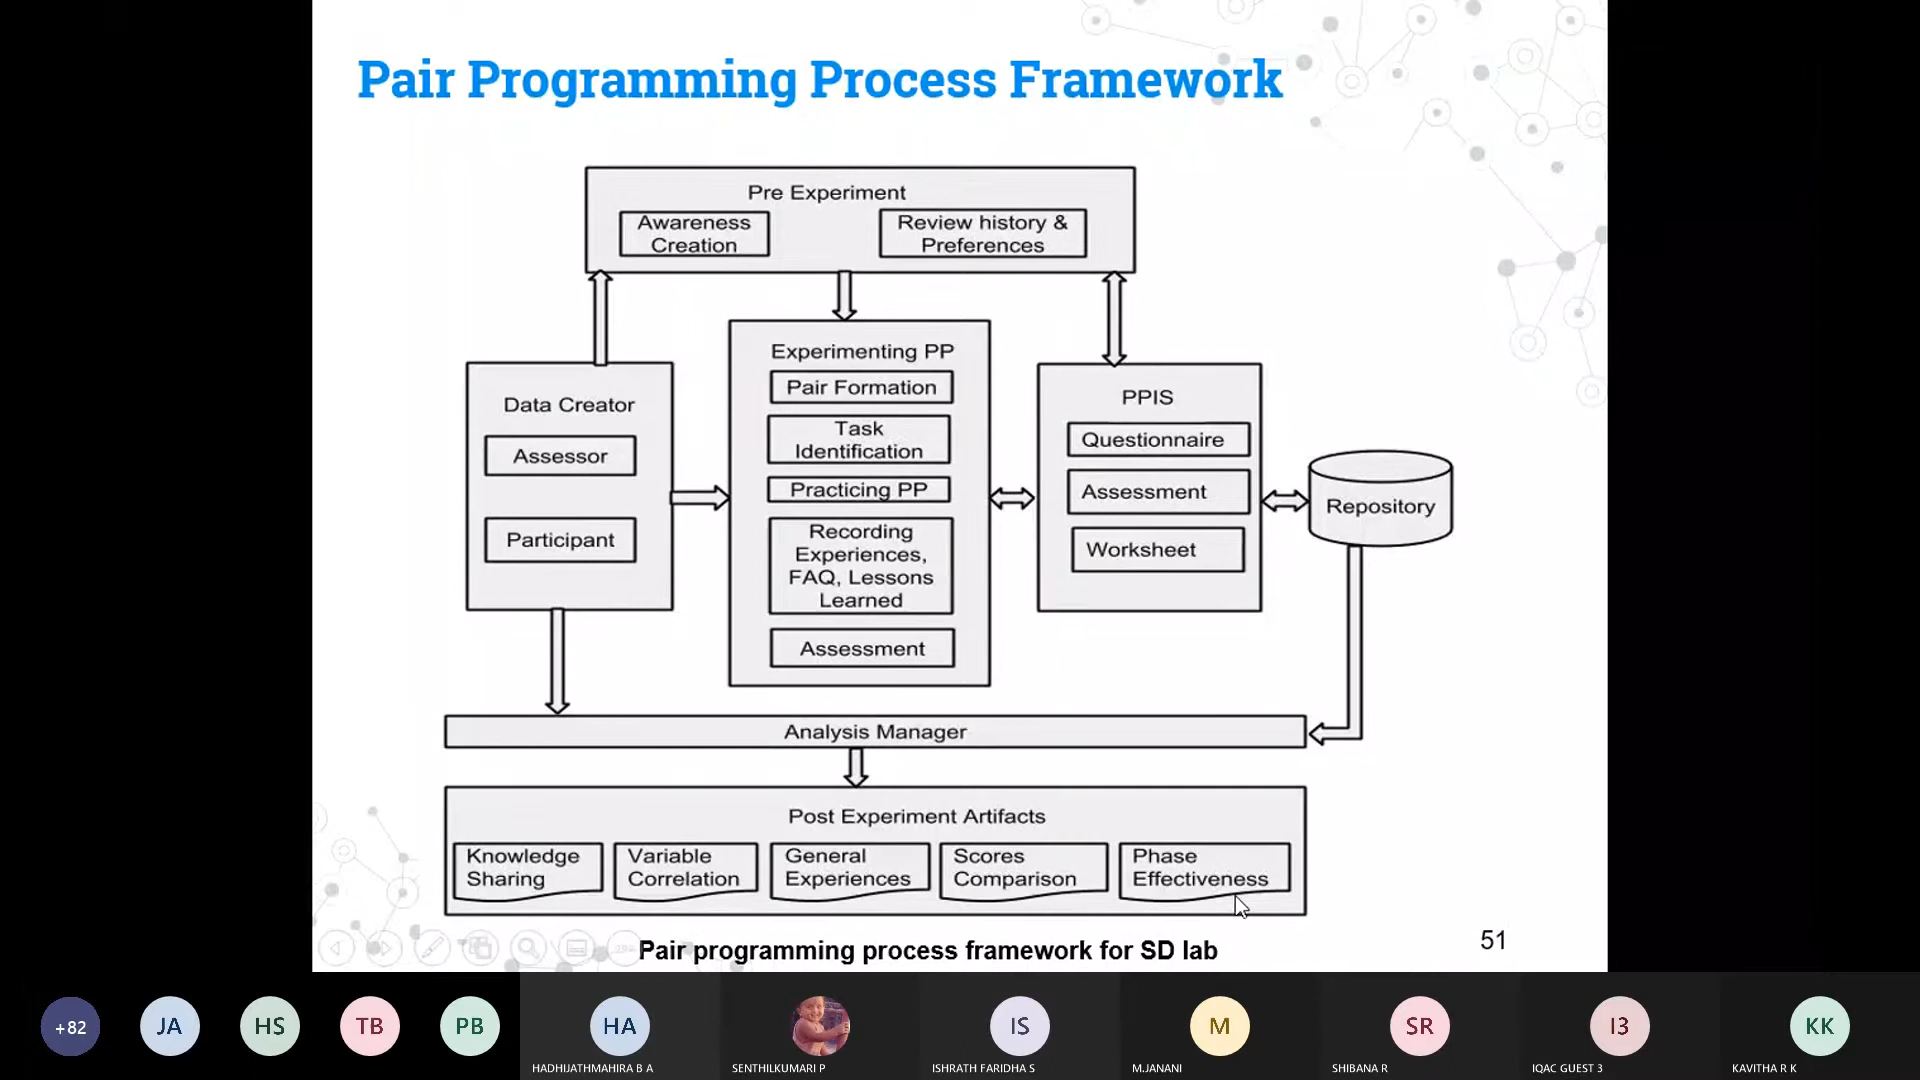 Pair Programming Process Framework
Pre Experiment
Awareness
Creation
Review history &
Preferences
Data Creator
Assessor
Participant
Experimenting PP
Pair Formation
Task
Identification
Practicing PP
Recording
Experiences,
FAQ, Lessons
Learned
Assessment
PPIS
Questionnaire
Assessment
Worksheet
Repository
Analysis Manager
Post Experiment Artifacts
Knowledge
Sharing
Variable
Correlation
General
Experiences
Scores
Comparison
Phase
Effectiveness
Pair programming process framework for SD lab
51
+82
JA
HS
TB
PB
HA
HADHIJATHMAHIRA B A
SENTHILKUMARI P
IS
ISHRATH FARIDHA S
M
M.JANANI
SR
SHIBANA R
I3
IQAC GUEST 3
KK
KAVITHA R K